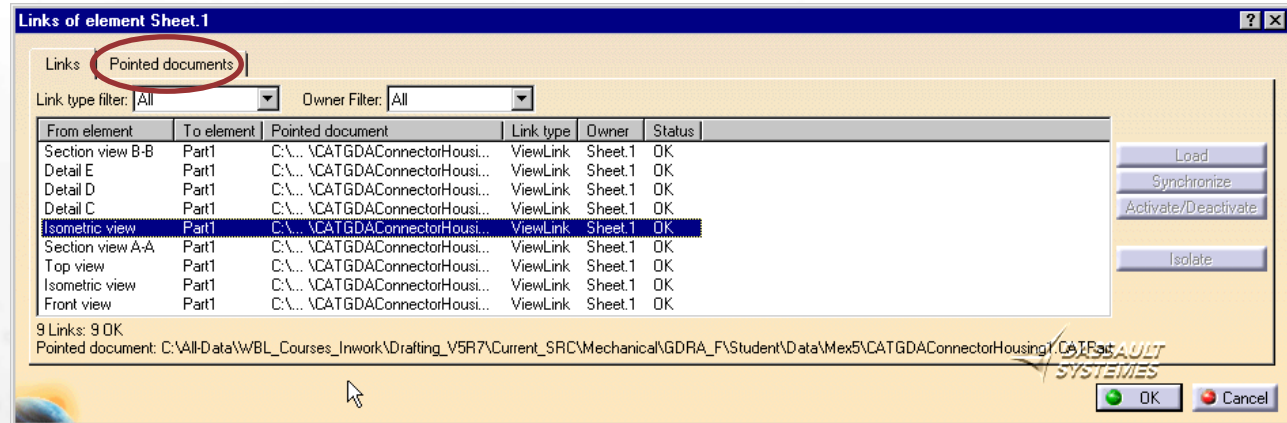 Links of element Sheet.1
Links Pointed documents
Link type filter: All Owner Filter: All
From element To element Pointed document Link type Owner Status
Section view B-B Part1 C:\... \CATGDAConnectorHousi... ViewLink Sheet.1 OK
Detail E Part1 C:\... \CATGDAConnectorHousi... ViewLink Sheet.1 OK
Detail D Part1 C:\... \CATGDAConnectorHousi... ViewLink Sheet.1 OK
Detail C Part1 C:\... \CATGDAConnectorHousi... ViewLink Sheet.1 OK
Isometric view Part1 C:\... \CATGDAConnectorHousi... ViewLink Sheet.1 OK
Section view A-A Part1 C:\... \CATGDAConnectorHousi... ViewLink Sheet.1 OK
Top view Part1 C:\... \CATGDAConnectorHousi... ViewLink Sheet.1 OK
Isometric view Part1 C:\... \CATGDAConnectorHousi... ViewLink Sheet.1 OK
Front view Part1 C:\... \CATGDAConnectorHousi... ViewLink Sheet.1 OK
Load
Synchronize
Activate/Deactivate
Isolate
9 Links: 9 OK
Pointed document: C:\All-Data\WBL_Courses_Inwork\Drafting_V5R7\Current_SRC\Mechanical\GDRA_F\Student\Data\Mex5\CATGDAConnectorHousing1.CATPart
DASSAULT
SYSTEMES
OK Cancel